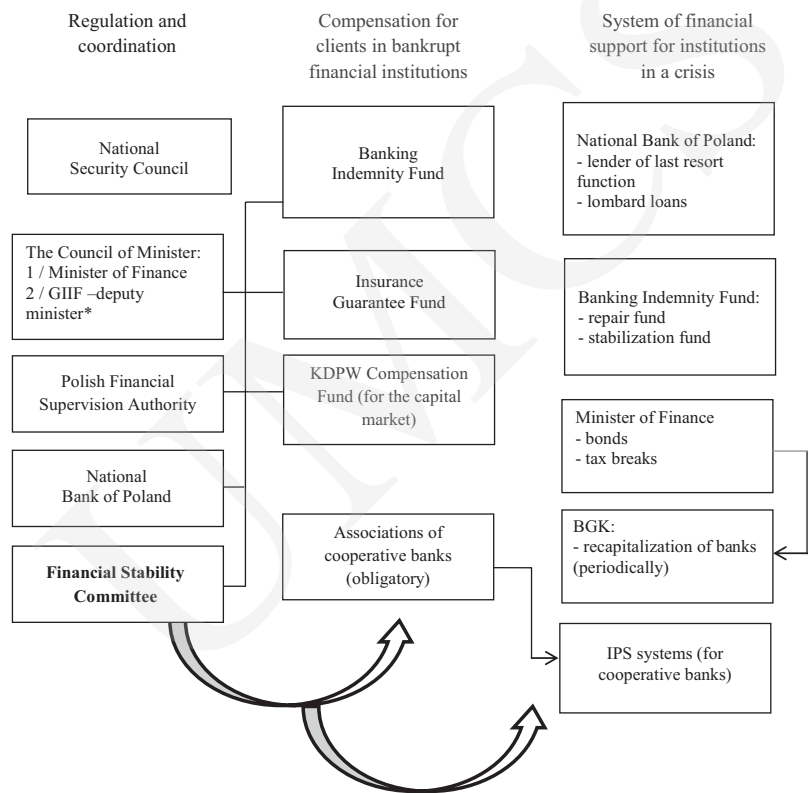 Regulation and
coordination
Compensation for
clients in bankrupt
financial institutions
System of financial
support for institutions
in a crisis
National
Security Council
The Council of Minister:
1 / Minister of Finance
2 / GIIF –deputy
minister*
Polish Financial
Supervision Authority
National
Bank of Poland
Financial Stability
Committee
Banking
Indemnity Fund
Insurance
Guarantee Fund
KDPW Compensation
Fund (for the capital
market)
Associations of
cooperative banks
(obligatory)
National Bank of Poland:
- lender of last resort
function
- lombard loans
Banking Indemnity Fund:
- repair fund
- stabilization fund
Minister of Finance
- bonds
- tax breaks
BGK:
- recapitalization of banks
(periodically)
IPS systems (for
cooperative banks)
UMCS